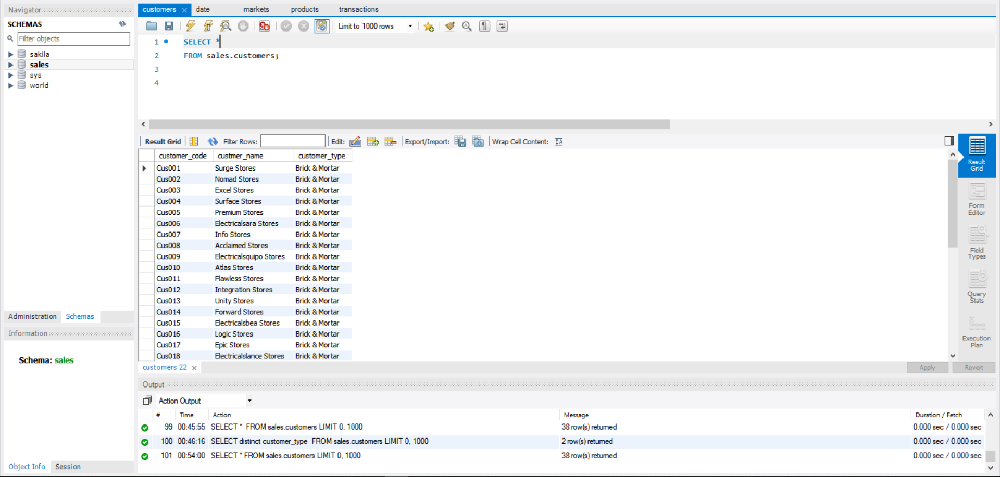 Navigator
SCHEMAS
Filter objects
sakila
sales
sys
world
Administration Schemas
Information
Schema: sales
Object Info Session
customers date markets products transactions
Limit to 1000 rows
1 SELECT *
2 FROM sales.customers;
3
4
Result Grid Filter Rows: Edit: Export/Import: Wrap Cell Content:
customer_code custmer_name customer_type
Cus001 Surge Stores Brick & Mortar
Cus002 Nomad Stores Brick & Mortar
Cus003 Excel Stores Brick & Mortar
Cus004 Surface Stores Brick & Mortar
Cus005 Premium Stores Brick & Mortar
Cus006 Electricalsara Stores Brick & Mortar
Cus007 Info Stores Brick & Mortar
Cus008 Acclaimed Stores Brick & Mortar
Cus009 Electricalsquipo Stores Brick & Mortar
Cus010 Atlas Stores Brick & Mortar
Cus011 Flawless Stores Brick & Mortar
Cus012 Integration Stores Brick & Mortar
Cus013 Unity Stores Brick & Mortar
Cus014 Forward Stores Brick & Mortar
Cus015 Electricalsbea Stores Brick & Mortar
Cus016 Logic Stores Brick & Mortar
Cus017 Epic Stores Brick & Mortar
Cus018 Electricalslance Stores Brick & Mortar
Result
Grid
Form
Editor
Field
Types
Query
Stats
Execution
Plan
customers 22 Apply Revert
Output
Action Output
# Time Action Message Duration / Fetch
99 00:45:55 SELECT * FROM sales.customers LIMIT 0, 1000 38 row(s) returned 0.000 sec / 0.000 sec
100 00:46:16 SELECT distinct customer_type FROM sales.customers LIMIT 0, 1000 2 row(s) returned 0.000 sec / 0.000 sec
101 00:54:00 SELECT * FROM sales.customers LIMIT 0, 1000 38 row(s) returned 0.000 sec / 0.000 sec